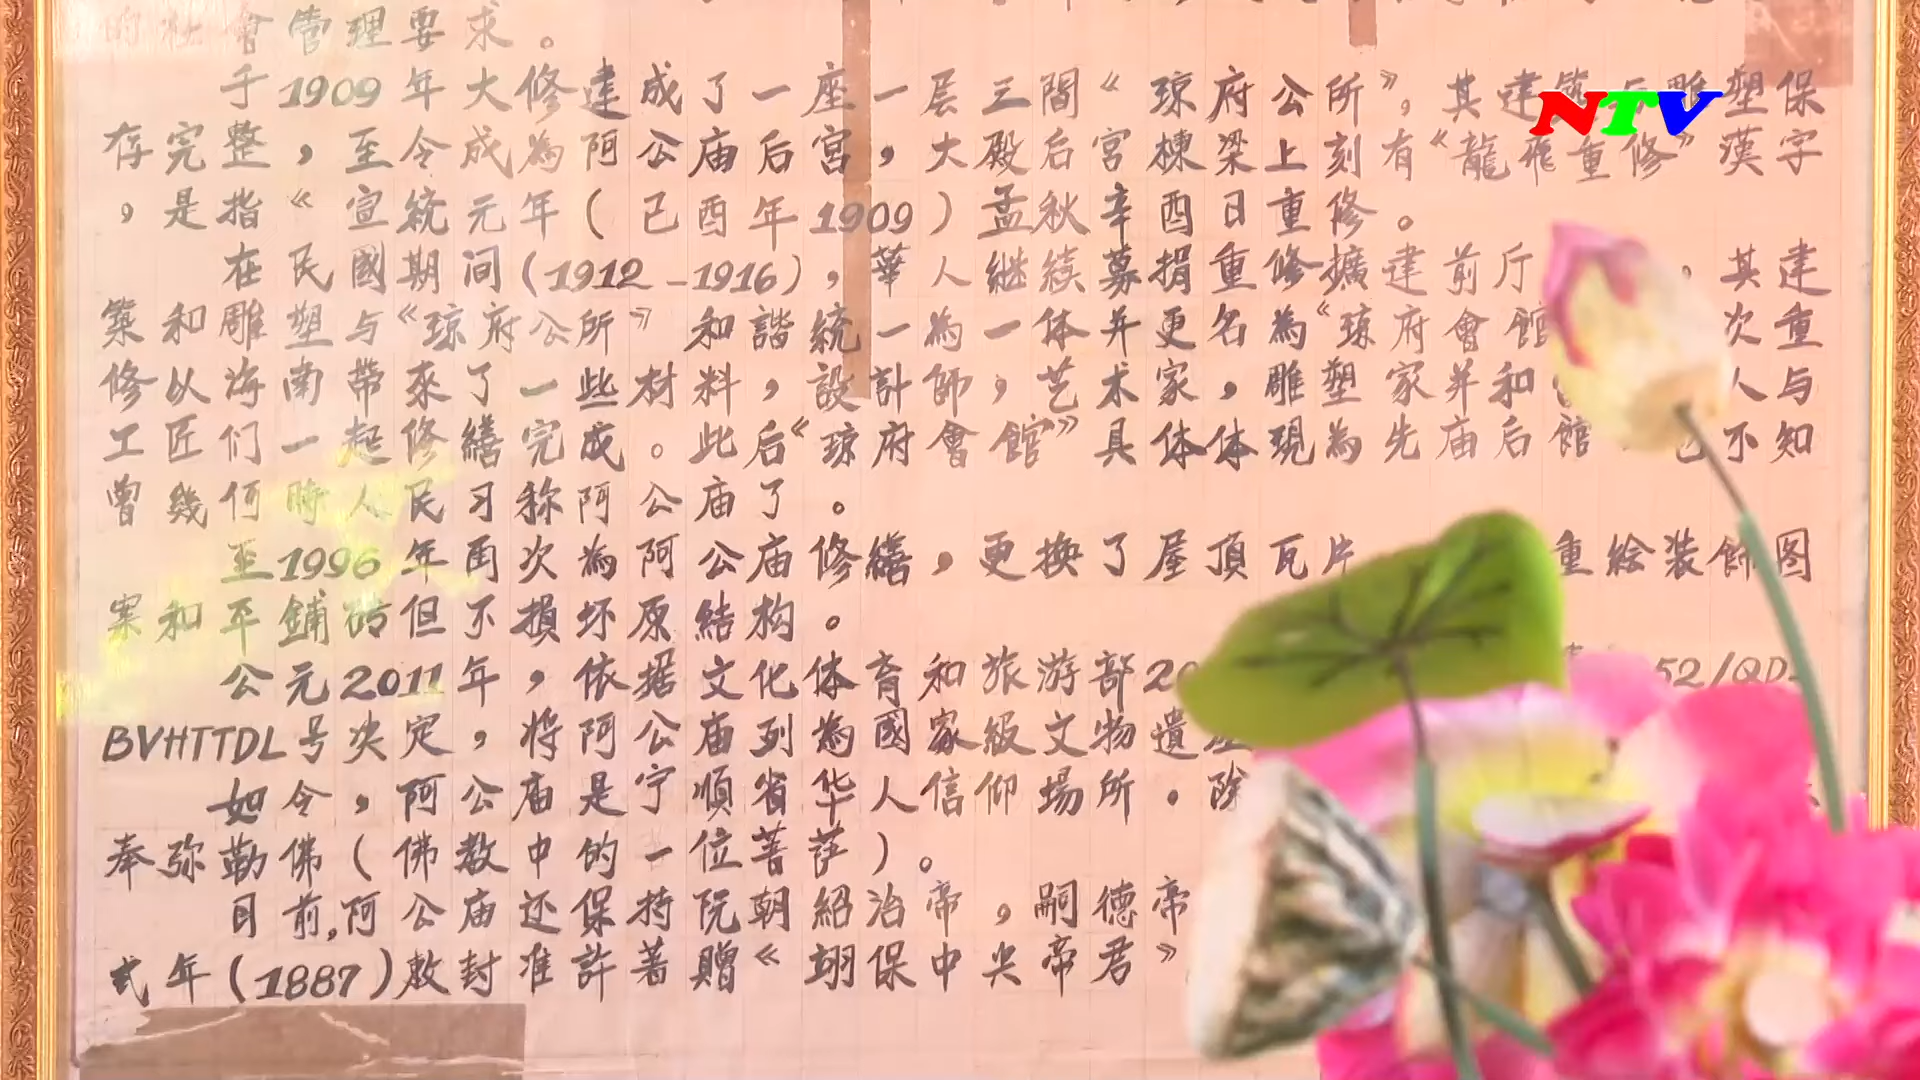 會管理要求。
于1909年大修建成了一座一层三間《琼府公所》，其建雕塑保
NTV
存完整，至今成為阿公庙后宫，大殿后宫棟梁上刻有《龍飛重修》漢字
，是指《宣統元年（己酉年1909）孟秋辛酉日重修。
在民國期间（1912-1916），華人继續募捐重修擴建前厅，其建
築和雕塑与《琼府公所》和諧統一為一体并更名為《琼府會館次重
修从海南帶來了一些材料，設計師，艺术家，雕塑家并和人与
工匠们一起修繕完成。此后《琼府會館》具体体現為先庙后館不知
曾幾何時人民习称阿公庙了。
至1996年再次為阿公庙修繕，更換了屋頂瓦片重絵装飾图
案和平鋪砖但不損坏原結构。
公元2011年，依据文化体育和旅游部2052/QD-
BVHTTDL号决定，将阿公庙列為國家級文物遺
如今，阿公庙是宁順省华人信仰場所。除
奉弥勒佛（佛教中的一位菩萨）。
目前,阿公庙还保持阮朝紹治帝，嗣德帝
式年（1887）敕封准許著贈《翊保中央帝君》